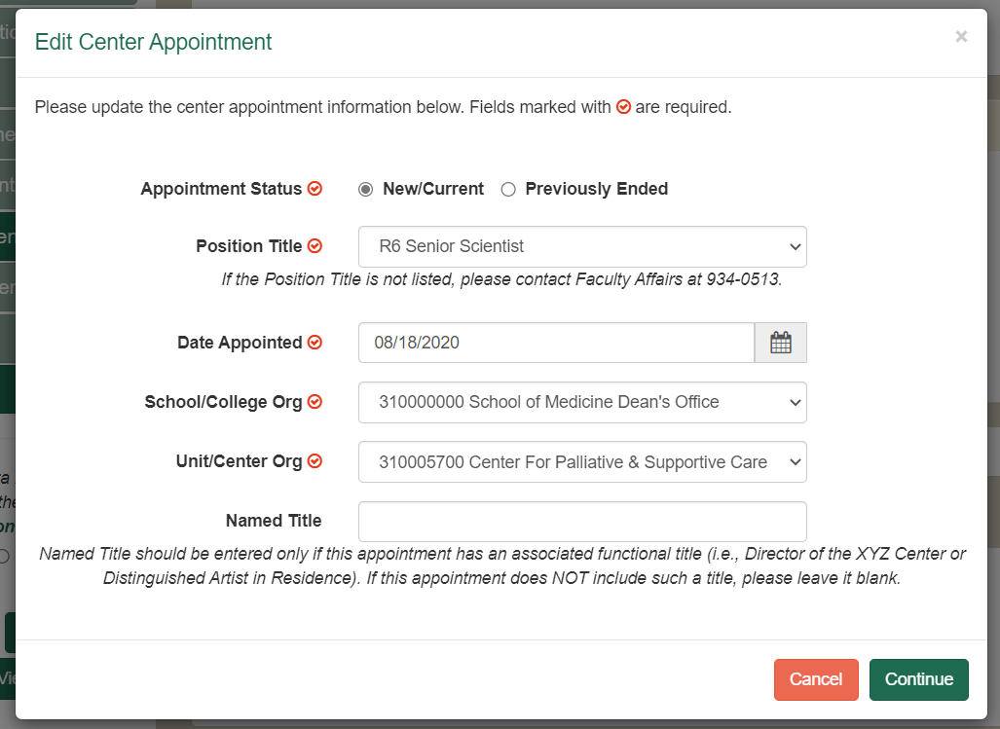 Edit Center Appointment ×
Please update the center appointment information below. Fields marked with are required.
Appointment Status New/Current Previously Ended
Position Title R6 Senior Scientist
If the Position Title is not listed, please contact Faculty Affairs at 934-0513.
Date Appointed 08/18/2020
School/College Org 310000000 School of Medicine Dean's Office
Unit/Center Org 310005700 Center For Palliative & Supportive Care
Named Title
Named Title should be entered only if this appointment has an associated functional title (i.e., Director of the XYZ Center or
Distinguished Artist in Residence). If this appointment does NOT include such a title, please leave it blank.
Cancel Continue